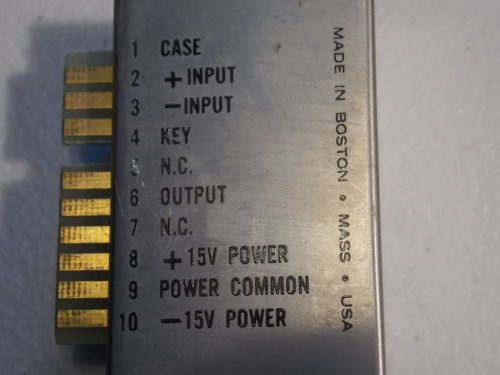 1 CASE
2 +INPUT
3 −INPUT
4 KEY
5 N.C.
6 OUTPUT
7 N.C.
8 +15V POWER
9 POWER COMMON
10 −15V POWER
MADE IN BOSTON • MASS • USA